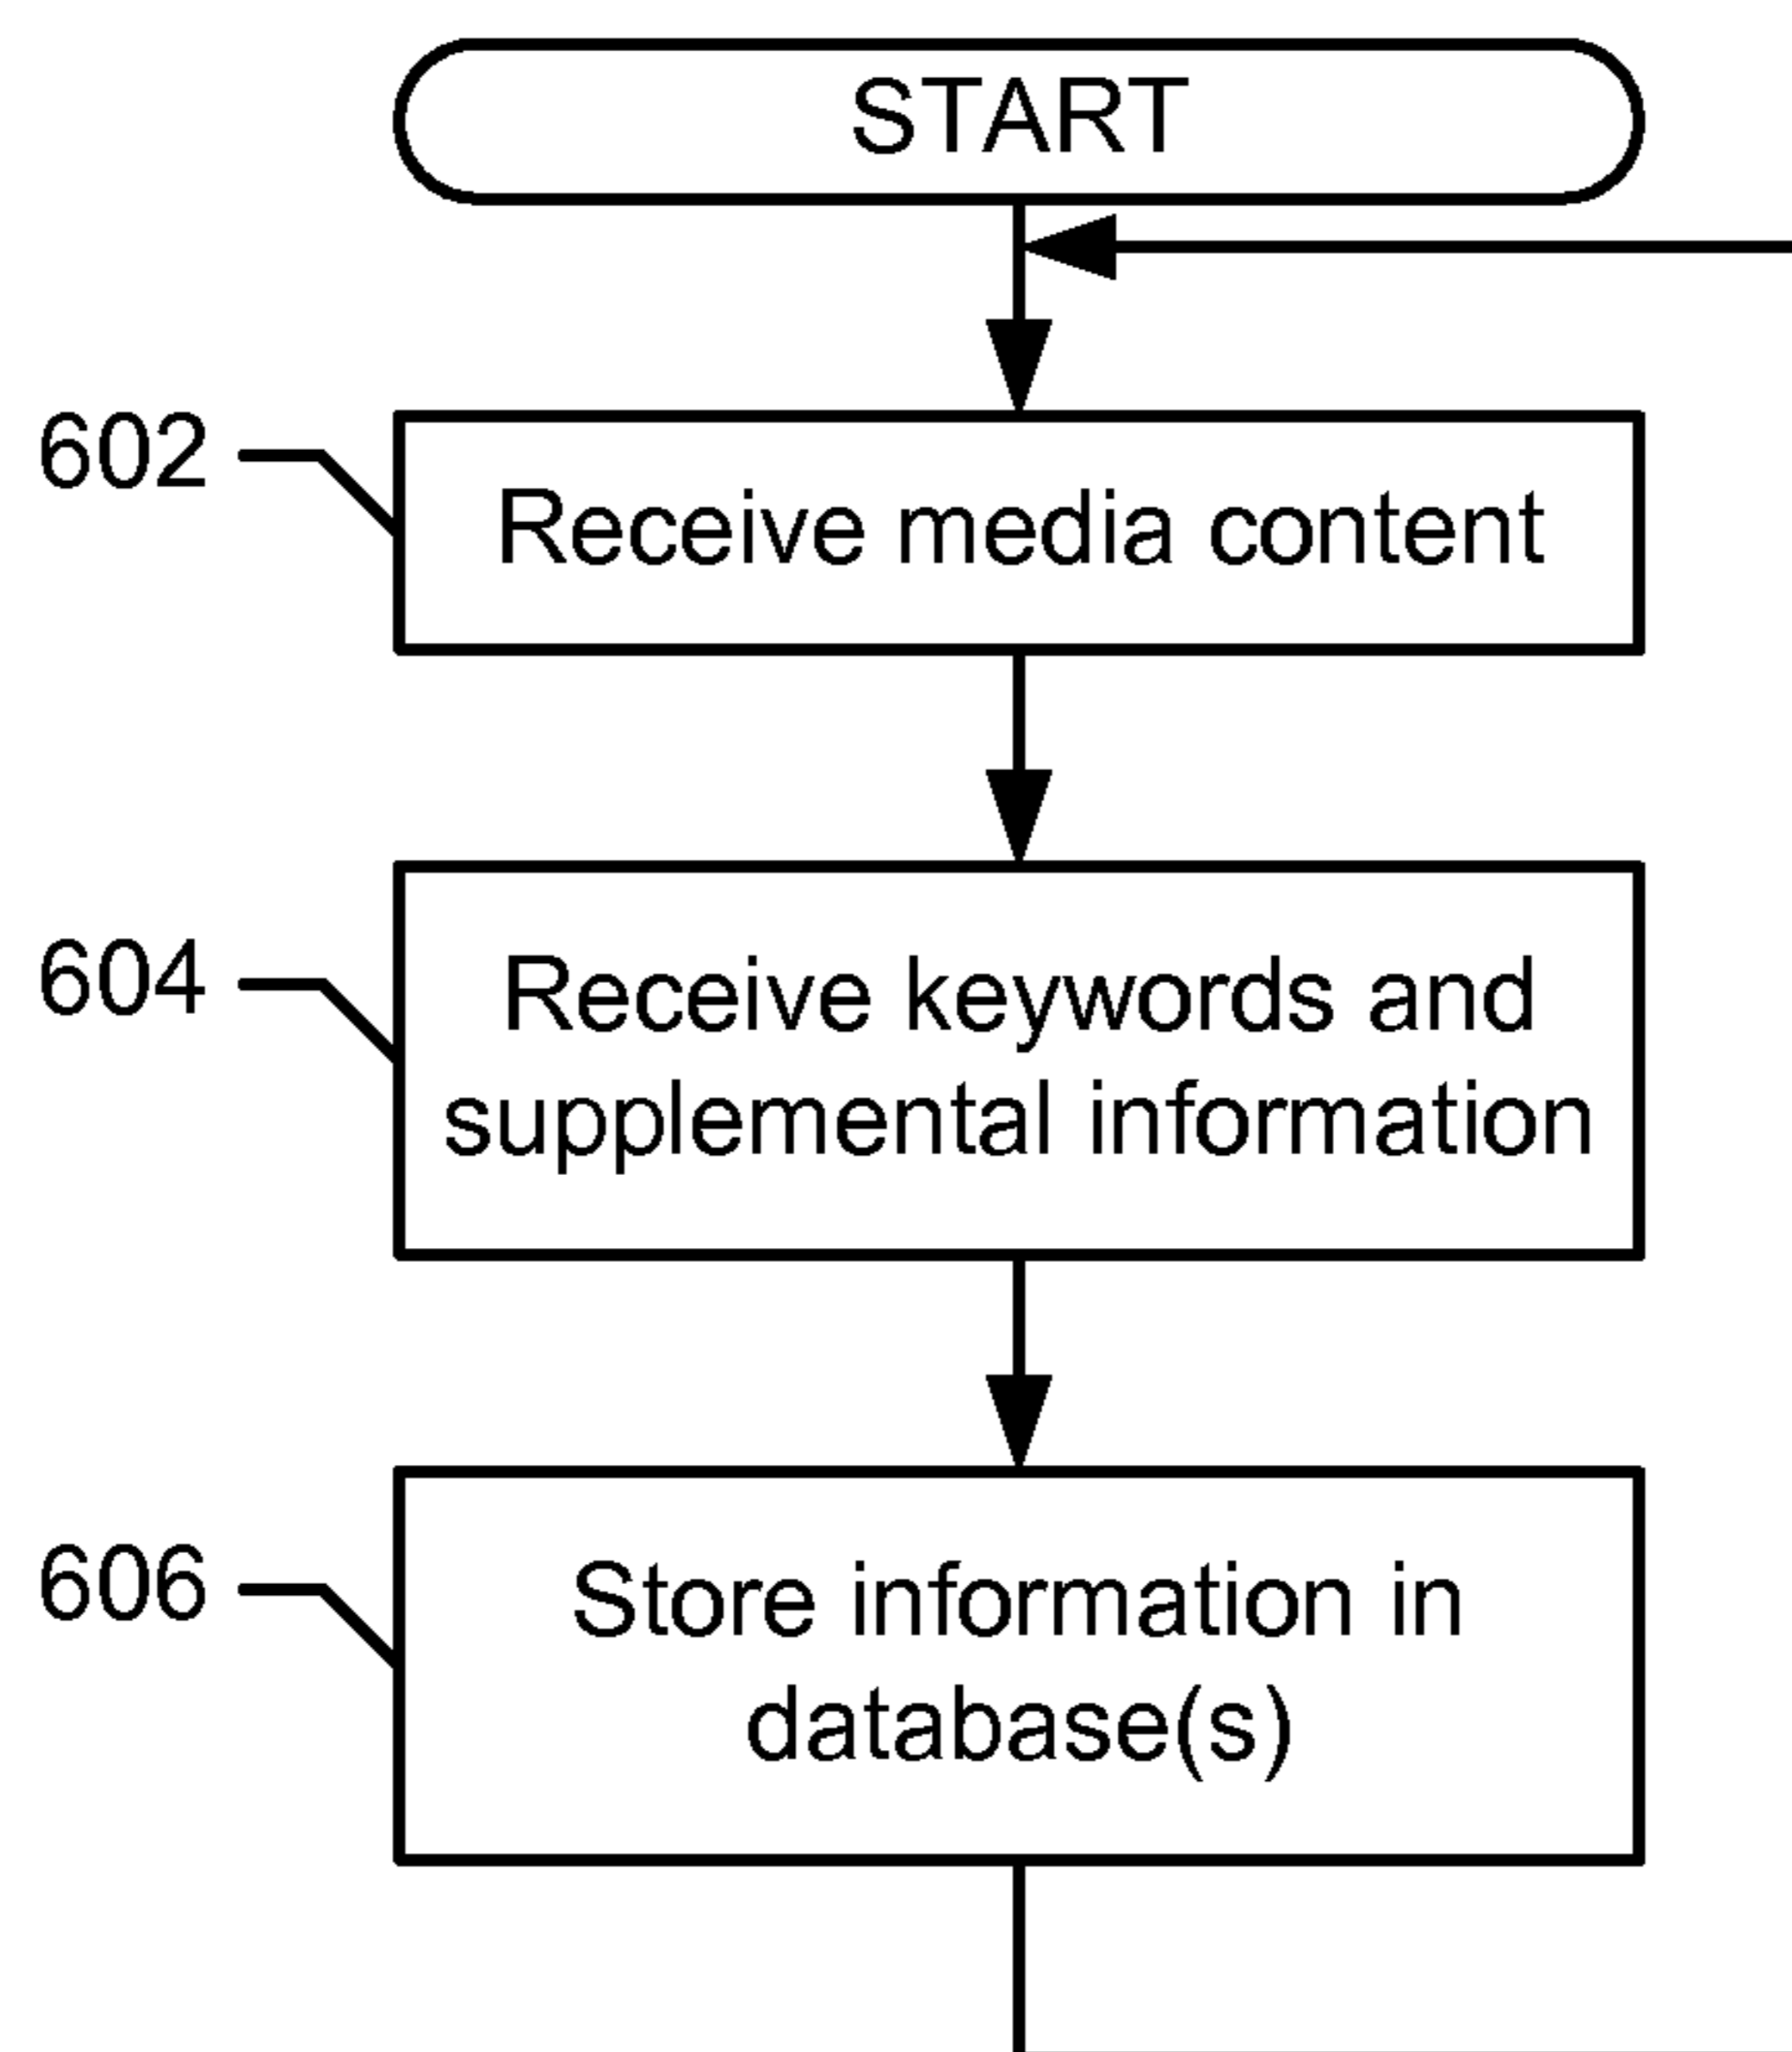 START
602
Receive media content
604
Receive keywords and
supplemental information
606
Store information in
database(s)